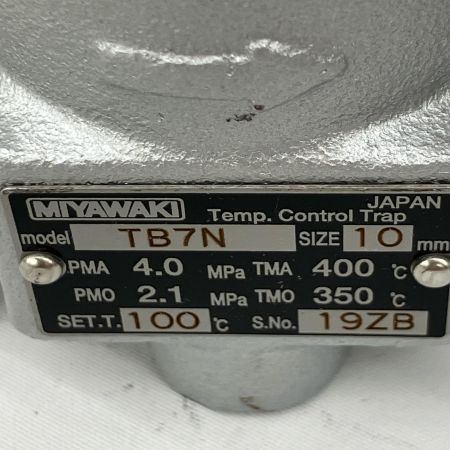 MIYAWAKI Temp. Control Trap JAPAN
model TB7N SIZE 10 mm
PMA 4.0 MPa TMA 400 °C
PMO 2.1 MPa TMO 350 °C
SET.T. 100 °C S.No. 19ZB